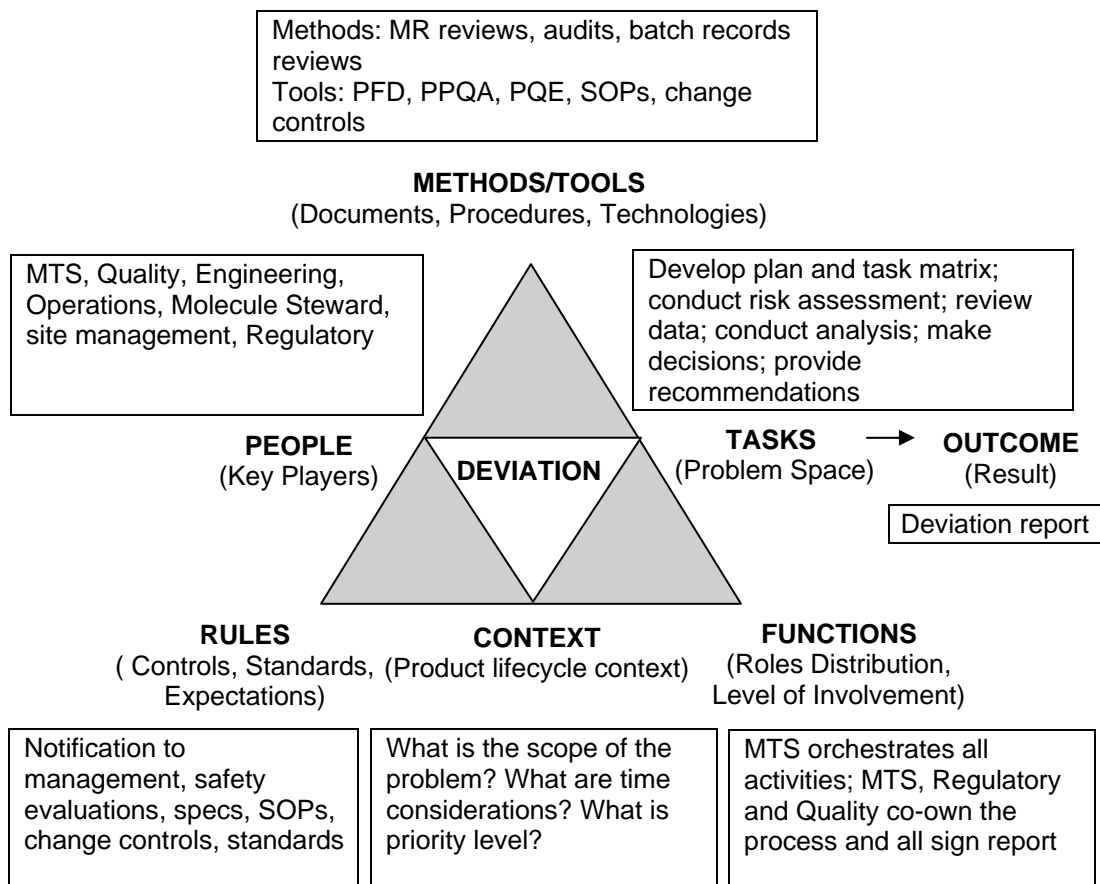 Methods: MR reviews, audits, batch records
reviews
Tools: PFD, PPQA, PQE, SOPs, change
controls
METHODS/TOOLS
(Documents, Procedures, Technologies)
MTS, Quality, Engineering,
Operations, Molecule Steward,
site management, Regulatory
Develop plan and task matrix;
conduct risk assessment; review
data; conduct analysis; make
decisions; provide
recommendations
PEOPLE
(Key Players)
DEVIATION
TASKS
(Problem Space)
OUTCOME
(Result)
Deviation report
RULES
( Controls, Standards,
Expectations)
CONTEXT
(Product lifecycle context)
FUNCTIONS
(Roles Distribution,
Level of Involvement)
Notification to
management, safety
evaluations, specs, SOPs,
change controls, standards
What is the scope of the
problem? What are time
considerations? What is
priority level?
MTS orchestrates all
activities; MTS, Regulatory
and Quality co-own the
process and all sign report